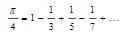 π/4 = 1 − 1/3 + 1/5 − 1/7 + ...